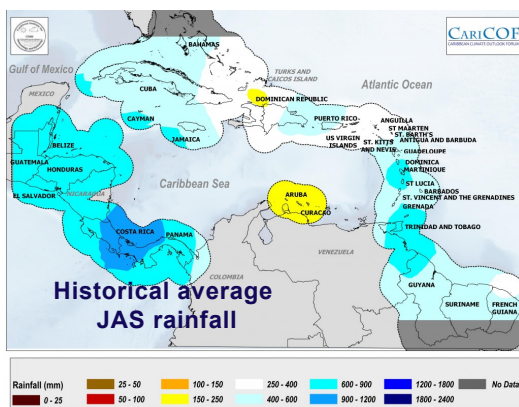 CARICOF
CARIBBEAN CLIMATE OUTLOOK FORUM
BAHAMAS
Gulf of Mexico
TURKS AND
CAICOS ISLAND
Atlantic Ocean
MEXICO
CUBA
DOMINICAN REPUBLIC
CAYMAN
PUERTO RICO
ANGUILLA
ST MAARTEN
ST. BARTH'S
JAMAICA
US VIRGIN
ISLANDS
ST. KITTS
AND NEVIS
ANTIGUA AND BARBUDA
BELIZE
GUADELOUPE
GUATEMALA
DOMINICA
HONDURAS
MARTINIQUE
Caribbean Sea
ST LUCIA
NICARAGUA
ARUBA
BARBADOS
EL SALVADOR
ST. VINCENT AND THE GRENADINES
CURACAO
GRENADA
COSTA RICA
PANAMA
TRINIDAD AND TOBAGO
VENEZUELA
COLOMBIA
GUYANA
Historical average
JAS rainfall
SURINAME
FRENCH
GUIANA
Rainfall (mm)
25 - 50
100 - 150
250 - 400
600 - 900
1200 - 1800
No Data
0 - 25
50 - 100
150 - 250
400 - 600
900 - 1200
1800 - 2400